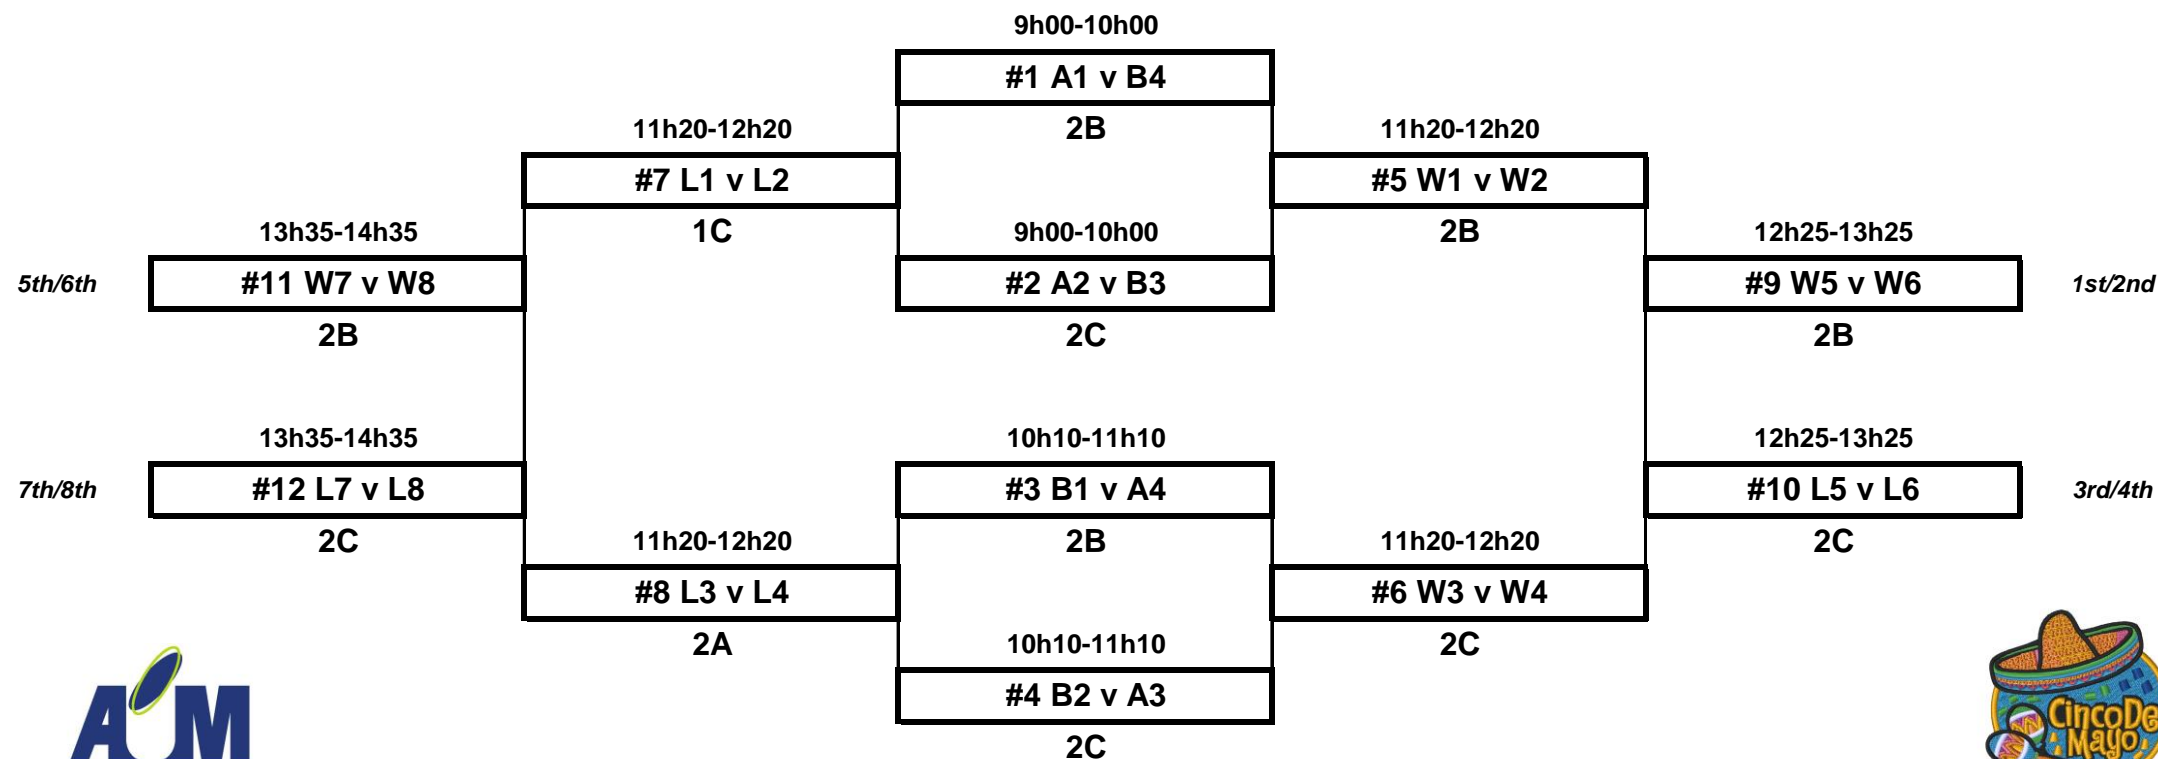 9h00-10h00
#1 A1 v B4
11h20-12h20 2B 11h20-12h20
#7 L1 v L2 #5 W1 v W2
13h35-14h35 1C 9h00-10h00 2B 12h25-13h25
5th/6th #11 W7 v W8 #2 A2 v B3 #9 W5 v W6 1st/2nd
2B 2C 2B
13h35-14h35 10h10-11h10 12h25-13h25
7th/8th #12 L7 v L8 #3 B1 v A4 #10 L5 v L6 3rd/4th
2C 11h20-12h20 2B 11h20-12h20 2C
#8 L3 v L4 #6 W3 v W4
2A 10h10-11h10 2C
#4 B2 v A3
2C
AM
CincoDe
Mayo